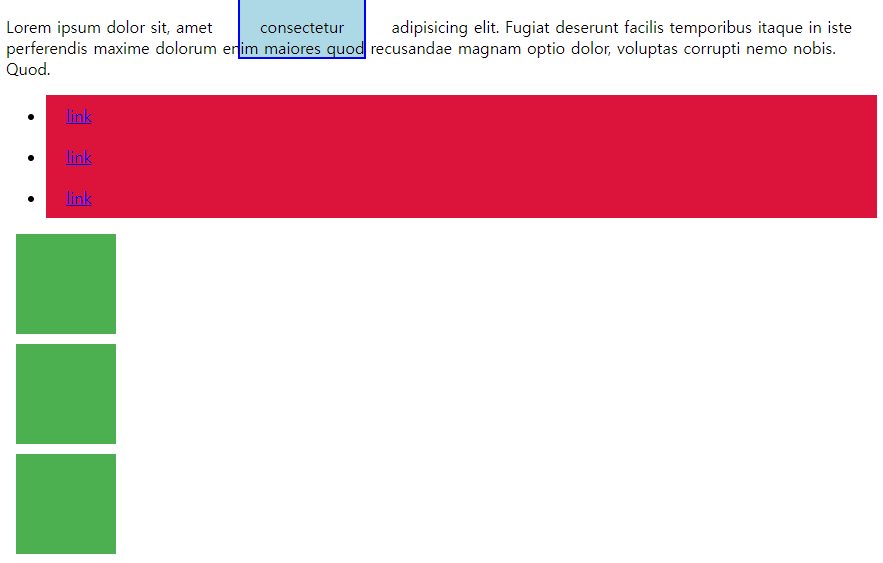 Lorem ipsum dolor sit, amet consectetur adipisicing elit. Fugiat deserunt facilis temporibus itaque in iste
perferendis maxime dolorum enim maiores quod recusandae magnam optio dolor, voluptas corrupti nemo nobis.
Quod.
link
link
link